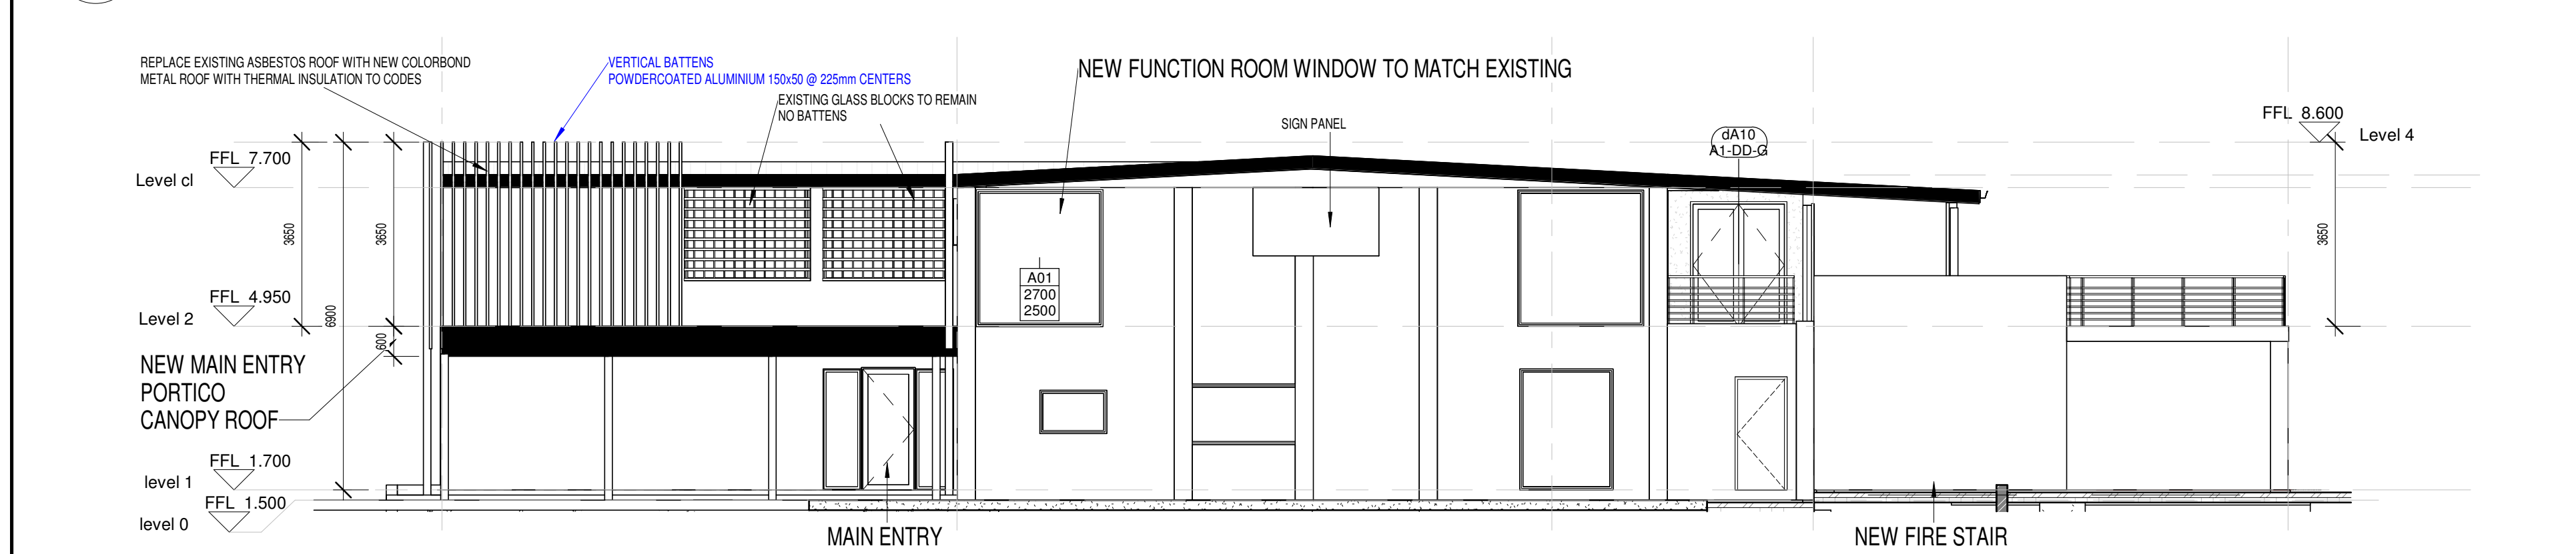 REPLACE EXISTING ASBESTOS ROOF WITH NEW COLORBOND
METAL ROOF WITH THERMAL INSULATION TO CODES
VERTICAL BATTENS
POWDERCOATED ALUMINIUM 150x50 @ 225mm CENTERS
EXISTING GLASS BLOCKS TO REMAIN
NO BATTENS
NEW FUNCTION ROOM WINDOW TO MATCH EXISTING
SIGN PANEL
dA10
A1-DD-G
FFL 8.600
Level 4
FFL 7.700
Level cl
3650
3650
3650
6900
600
A01
2700
2500
FFL 4.950
Level 2
NEW MAIN ENTRY
PORTICO
CANOPY ROOF
FFL 1.700
level 1
FFL 1.500
level 0
MAIN ENTRY
NEW FIRE STAIR